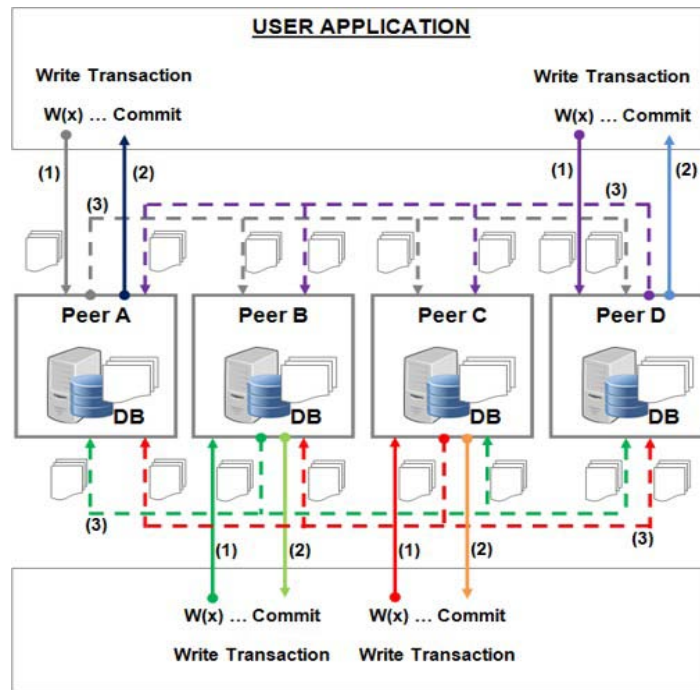 USER APPLICATION
Write Transaction
Write Transaction
W(x) ... Commit
W(x) ... Commit
(1)
(2)
(3)
(3)
(1)
(2)
Peer A
Peer B
Peer C
Peer D
DB
DB
DB
DB
(3)
(1)
(2)
(1)
(2)
(3)
W(x) ... Commit
W(x) ... Commit
Write Transaction
Write Transaction